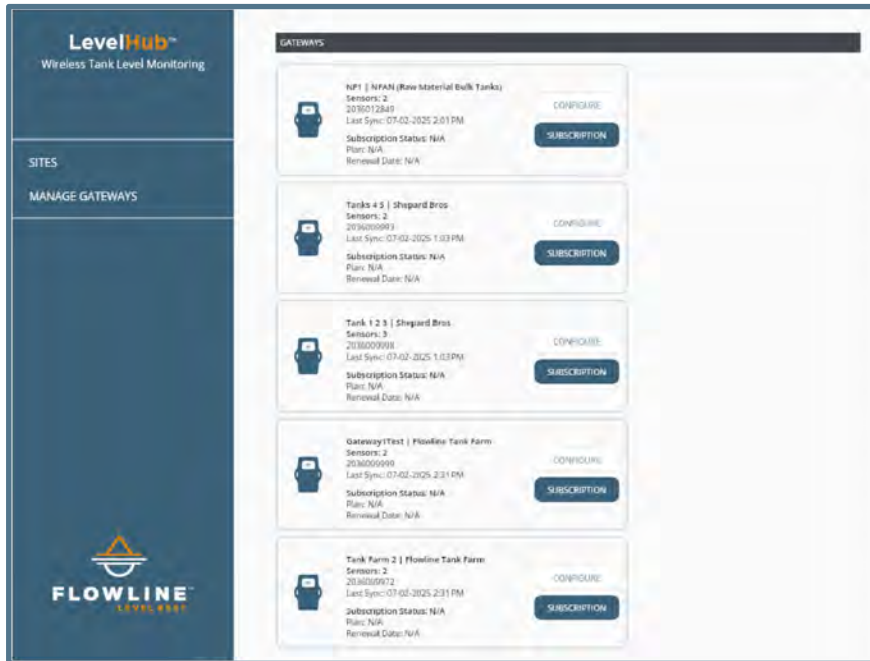 LevelHub™
Wireless Tank Level Monitoring
SITES
MANAGE GATEWAYS
FLOWLINE
GATEWAYS
NP1 | NFAN (Raw Material Bulk Tanks)
Sensors: 2
2036012849
Last Sync: 07-02-2025 2:01 PM
Subscription Status: N/A
Plan: N/A
Renewal Date: N/A
CONFIGURE
SUBSCRIPTION
Tanks 4 5 | Shepard Bros
Sensors: 2
2036009993
Last Sync: 07-02-2025 1:03 PM
Subscription Status: N/A
Plan: N/A
Renewal Date: N/A
CONFIGURE
SUBSCRIPTION
Tank 1 2 3 | Shepard Bros
Sensors: 3
2036009998
Last Sync: 07-02-2025 1:03 PM
Subscription Status: N/A
Plan: N/A
Renewal Date: N/A
CONFIGURE
SUBSCRIPTION
Gateway1Test | Flowline Tank Farm
Sensors: 2
2036009999
Last Sync: 07-02-2025 2:31 PM
Subscription Status: N/A
Plan: N/A
Renewal Date: N/A
CONFIGURE
SUBSCRIPTION
Tank Farm 2 | Flowline Tank Farm
Sensors: 2
Last Sync: 07-02-2025 2:31 PM
Subscription Status: N/A
Plan: N/A
Renewal Date: N/A
CONFIGURE
SUBSCRIPTION